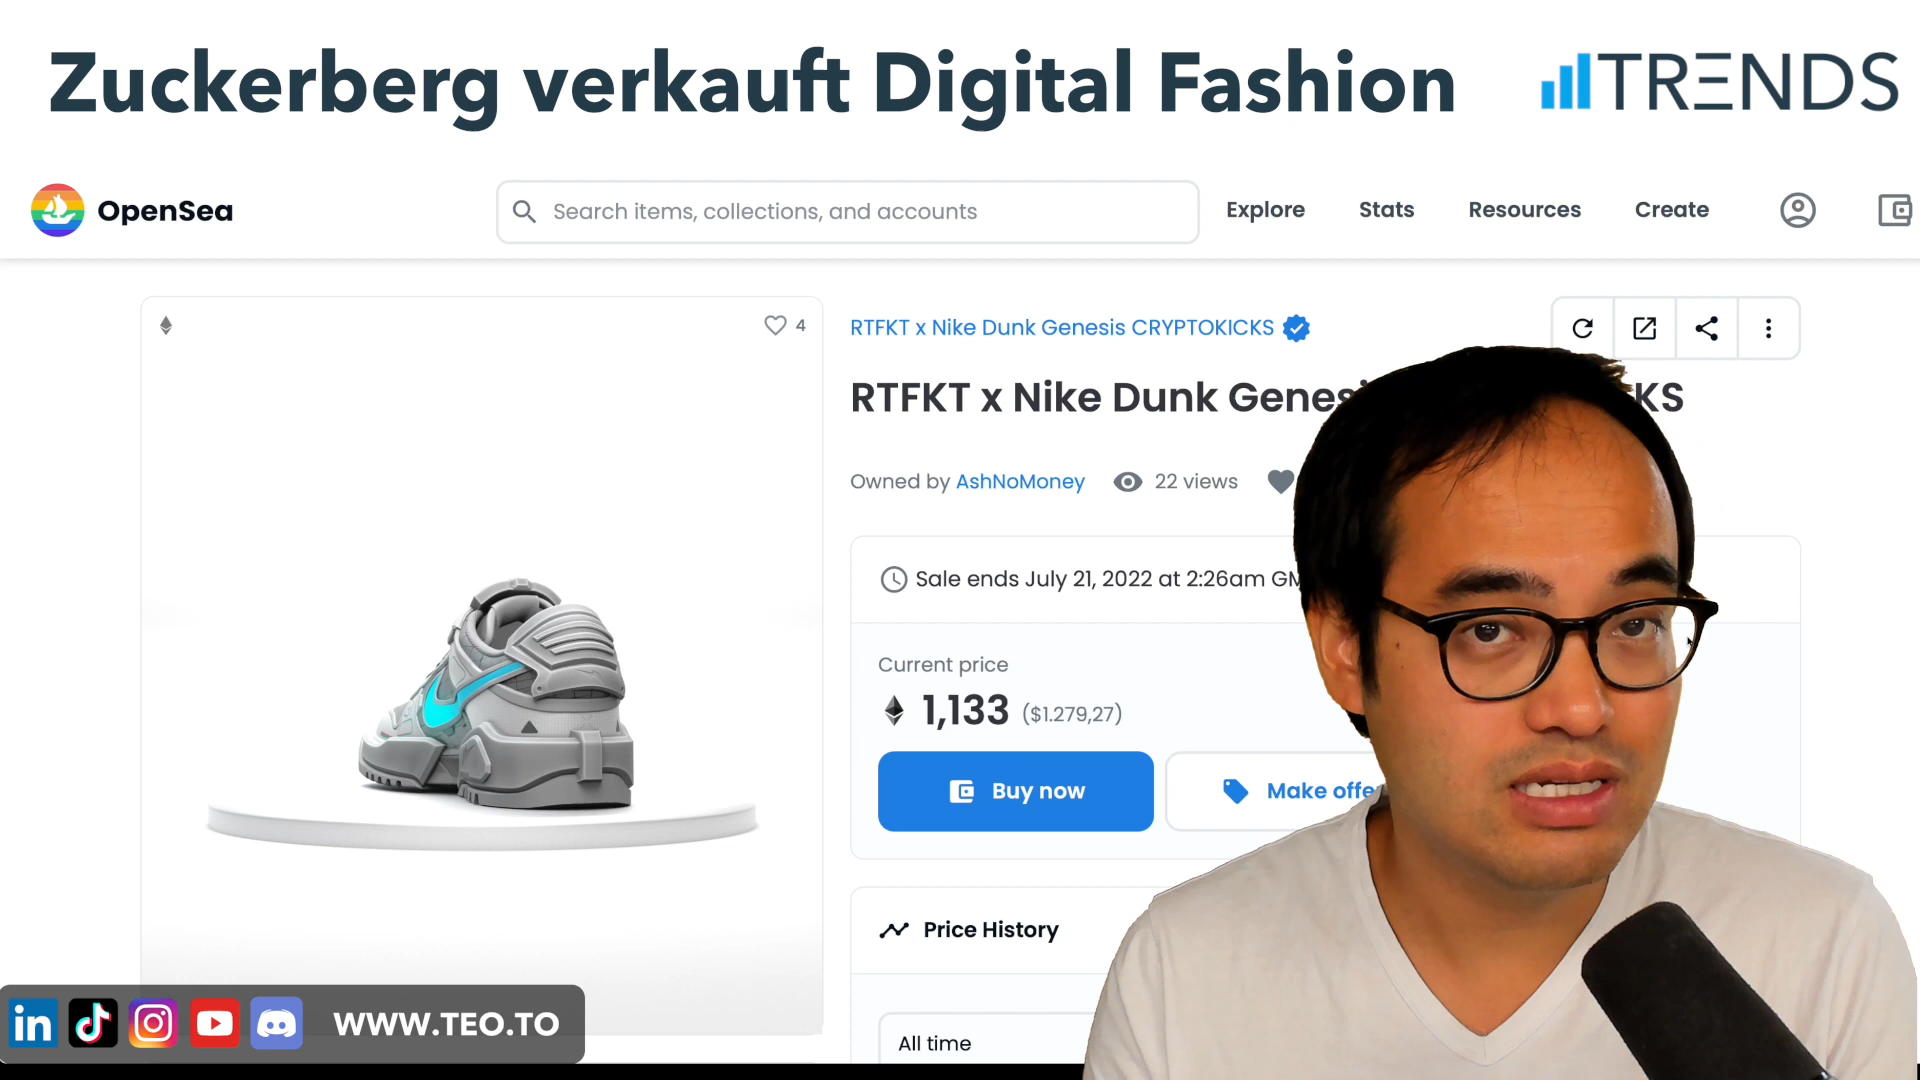 Zuckerberg verkauft Digital Fashion
TRENDS
OpenSea
Search items, collections, and accounts
Explore
Stats
Resources
Create
4
RTFKT x Nike Dunk Genesis CRYPTOKICKS
RTFKT x Nike Dunk Genes KS
Owned by AshNoMoney
22 views
Sale ends July 21, 2022 at 2:26am GM
Current price
1,133 ($1.279,27)
Buy now
Make offe
Price History
All time
in
WWW.TEO.TO